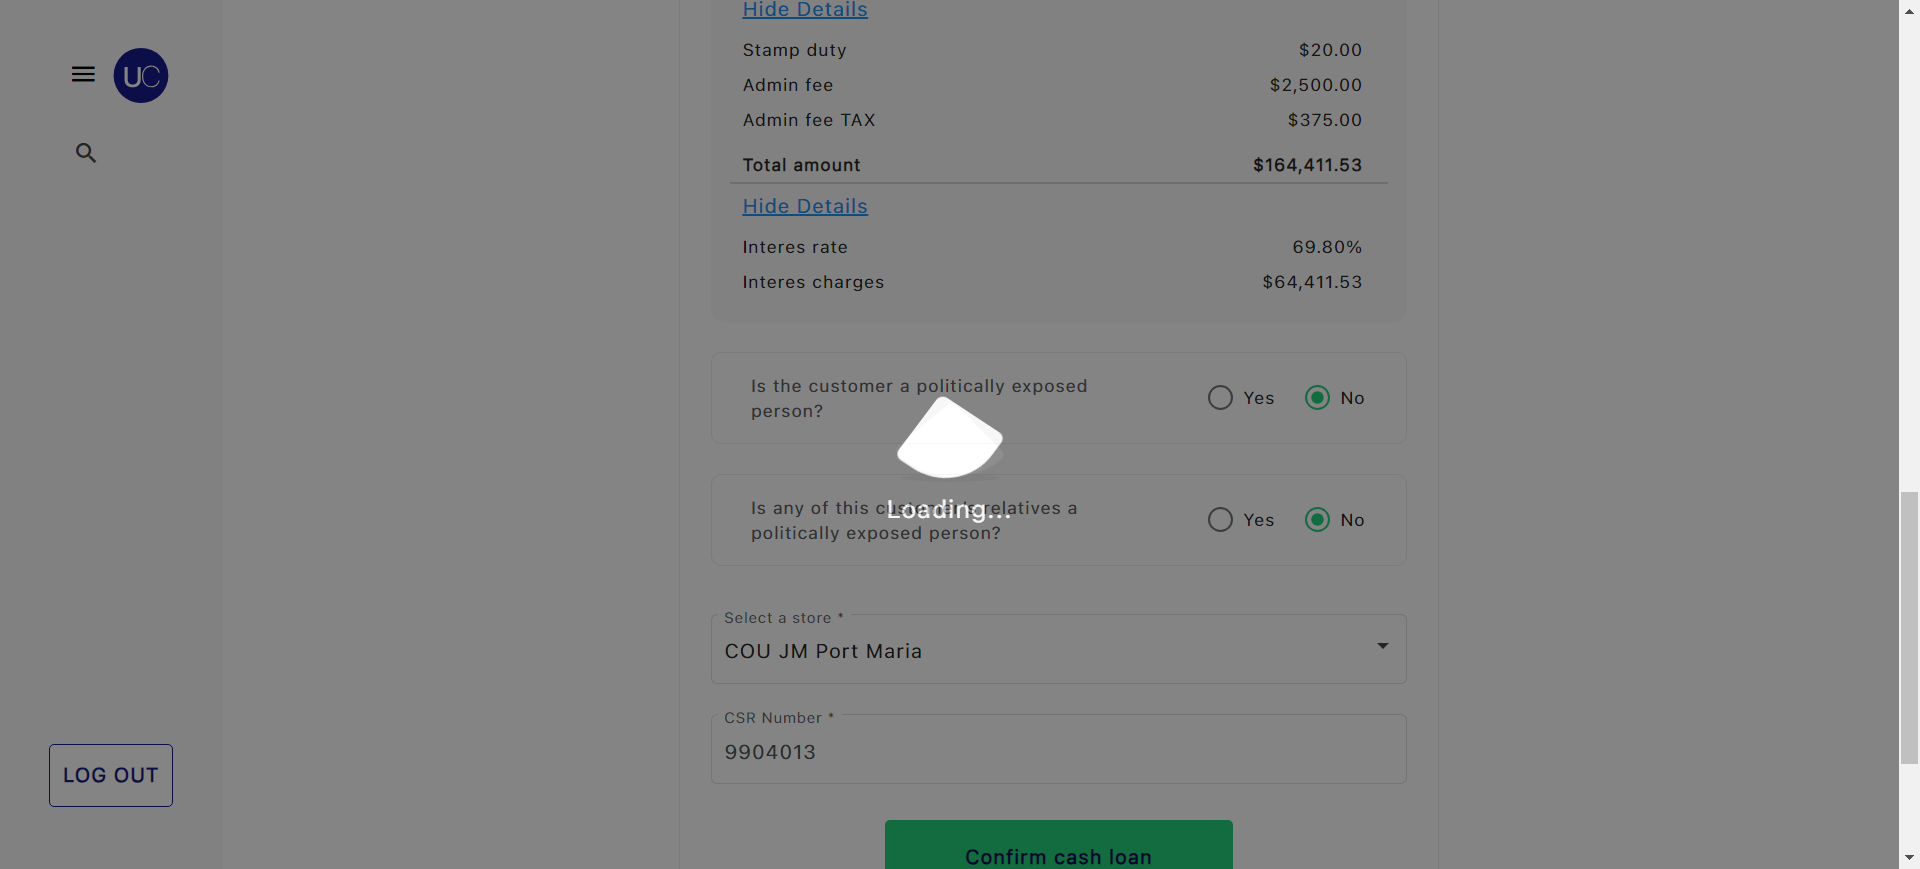 Hide Details
Stamp duty $20.00
Admin fee $2,500.00
Admin fee TAX $375.00
Total amount $164,411.53
Hide Details
Interes rate 69.80%
Interes charges $64,411.53
UC
Is the customer a politically exposed
person?
Yes No
Loading...
Is any of this customer's relatives a
politically exposed person?
Yes No
Select a store *
COU JM Port Maria
CSR Number *
9904013
LOG OUT
Confirm cash loan